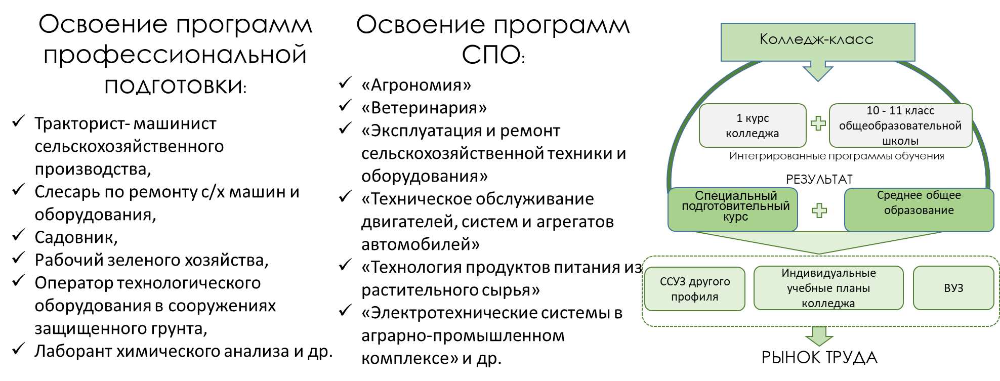 Освоение программ
профессиональной
подготовки:
✓ Тракторист- машинист
сельскохозяйственного
производства,
✓ Слесарь по ремонту с/х машин и
оборудования,
✓ Садовник,
✓ Рабочий зеленого хозяйства,
✓ Оператор технологического
оборудования в сооружениях
защищенного грунта,
✓ Лаборант химического анализа и др.
Освоение программ
СПО:
✓ «Агрономия»
✓ «Ветеринария»
✓ «Эксплуатация и ремонт
сельскохозяйственной техники и
оборудования»
✓ «Техническое обслуживание
двигателей, систем и агрегатов
автомобилей»
✓ «Технология продуктов питания из
растительного сырья»
✓ «Электротехнические системы в
аграрно-промышленном
комплексе» и др.
Колледж-класс
1 курс
колледжа
10 - 11 класс
общеобразовательной
школы
Интегрированные программы обучения
РЕЗУЛЬТАТ
Специальный
подготовительный
курс
Среднее общее
образование
ССУЗ другого
профиля
Индивидуальные
учебные планы
колледжа
ВУЗ
РЫНОК ТРУДА